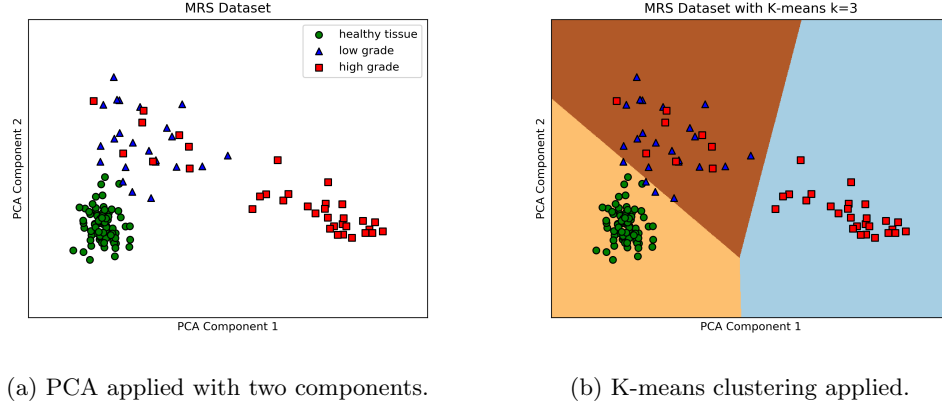 MRS Dataset
healthy tissue
low grade
high grade
PCA Component 2
PCA Component 1
(a) PCA applied with two components.
MRS Dataset with K-means k=3
PCA Component 2
PCA Component 1
(b) K-means clustering applied.